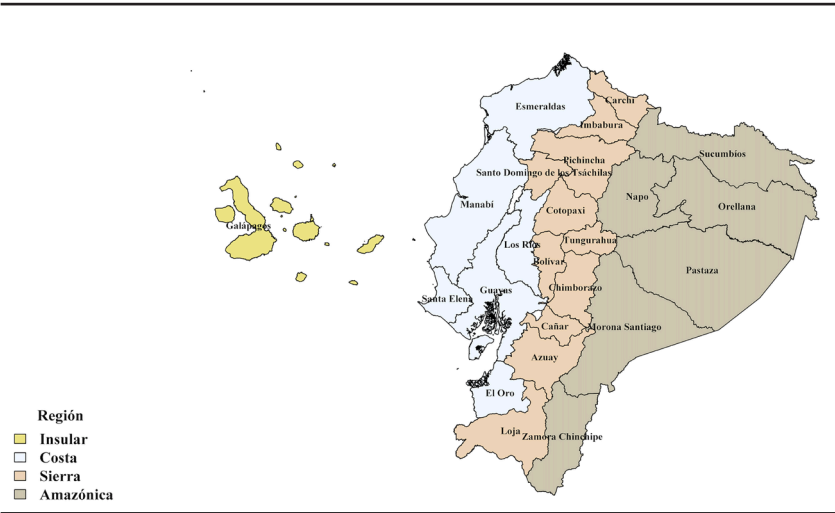 Esmeraldas
Carchi
Imbabura
Sucumbíos
Pichincha
Santo Domingo de los Tsáchilas
Napo
Orellana
Manabí
Cotopaxi
Galápagos
Los Ríos
Tungurahua
Bolívar
Pastaza
Chimborazo
Guayas
Santa Elena
Cañar
Morona Santiago
Azuay
El Oro
Loja
Zamora Chinchipe
Región
Insular
Costa
Sierra
Amazónica